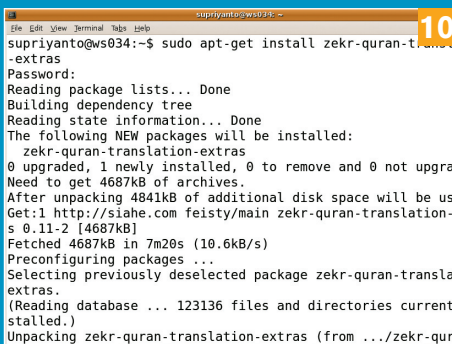 supriyanto@ws034: ~
10
File Edit View Terminal Tabs Help
supriyanto@ws034:~$ sudo apt-get install
-extras
Password:
Reading package lists... Done
Building dependency tree
Reading state information... Done
The following NEW packages will be installed:
zekr-quran-translation-extras
0 upgraded, 1 newly installed, 0 to remove and 0 not upgra
Need to get 4687kB of archives.
After unpacking 4841kB of additional disk space will be us
Get:1 http://siahe.com feisty/main zekr-quran-translation-
s 0.11-2 [4687kB]
Fetched 4687kB in 7m20s (10.6kB/s)
Preconfiguring packages ...
Selecting previously deselected package zekr-quran-transla
extras.
(Reading database ... 123136 files and directories current
stalled.)
Unpacking zekr-quran-translation-extras (from .../zekr-qur